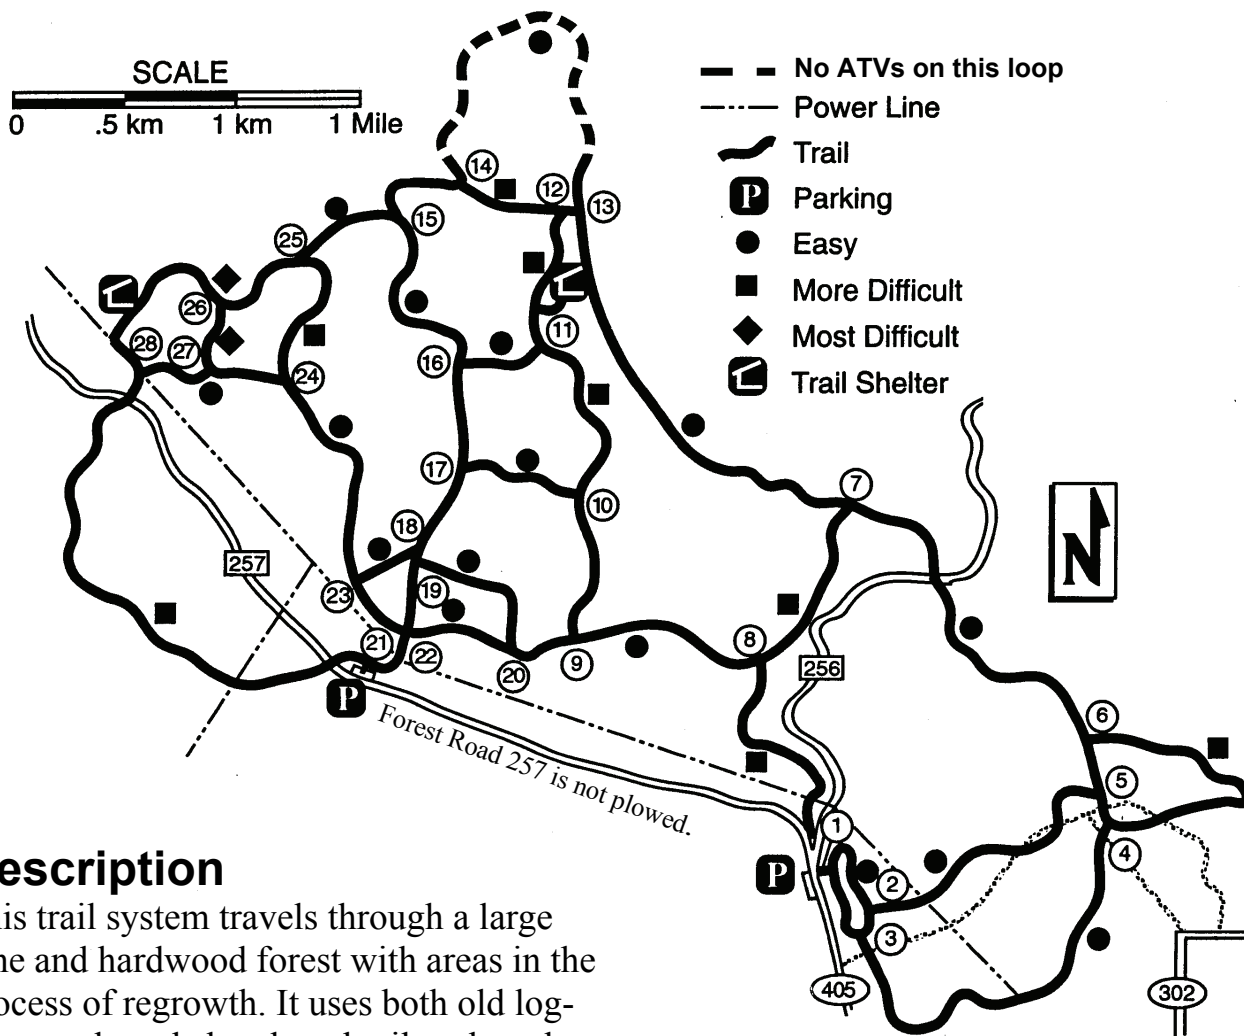 SCALE
0 .5 km 1 km 1 Mile
No ATVs on this loop
Power Line
Trail
P Parking
Easy
More Difficult
Most Difficult
Trail Shelter
14
12
13
15
25
26
11
28
27
16
24
17
7
10
18
N
257
23
19
8
21
22
9
20
256
P
6
Forest Road 257 is not plowed.
5
1
4
P
2
3
405
302
escription
is trail system travels through a large
ne and hardwood forest with areas in the
ocess of regrowth. It uses both old log-